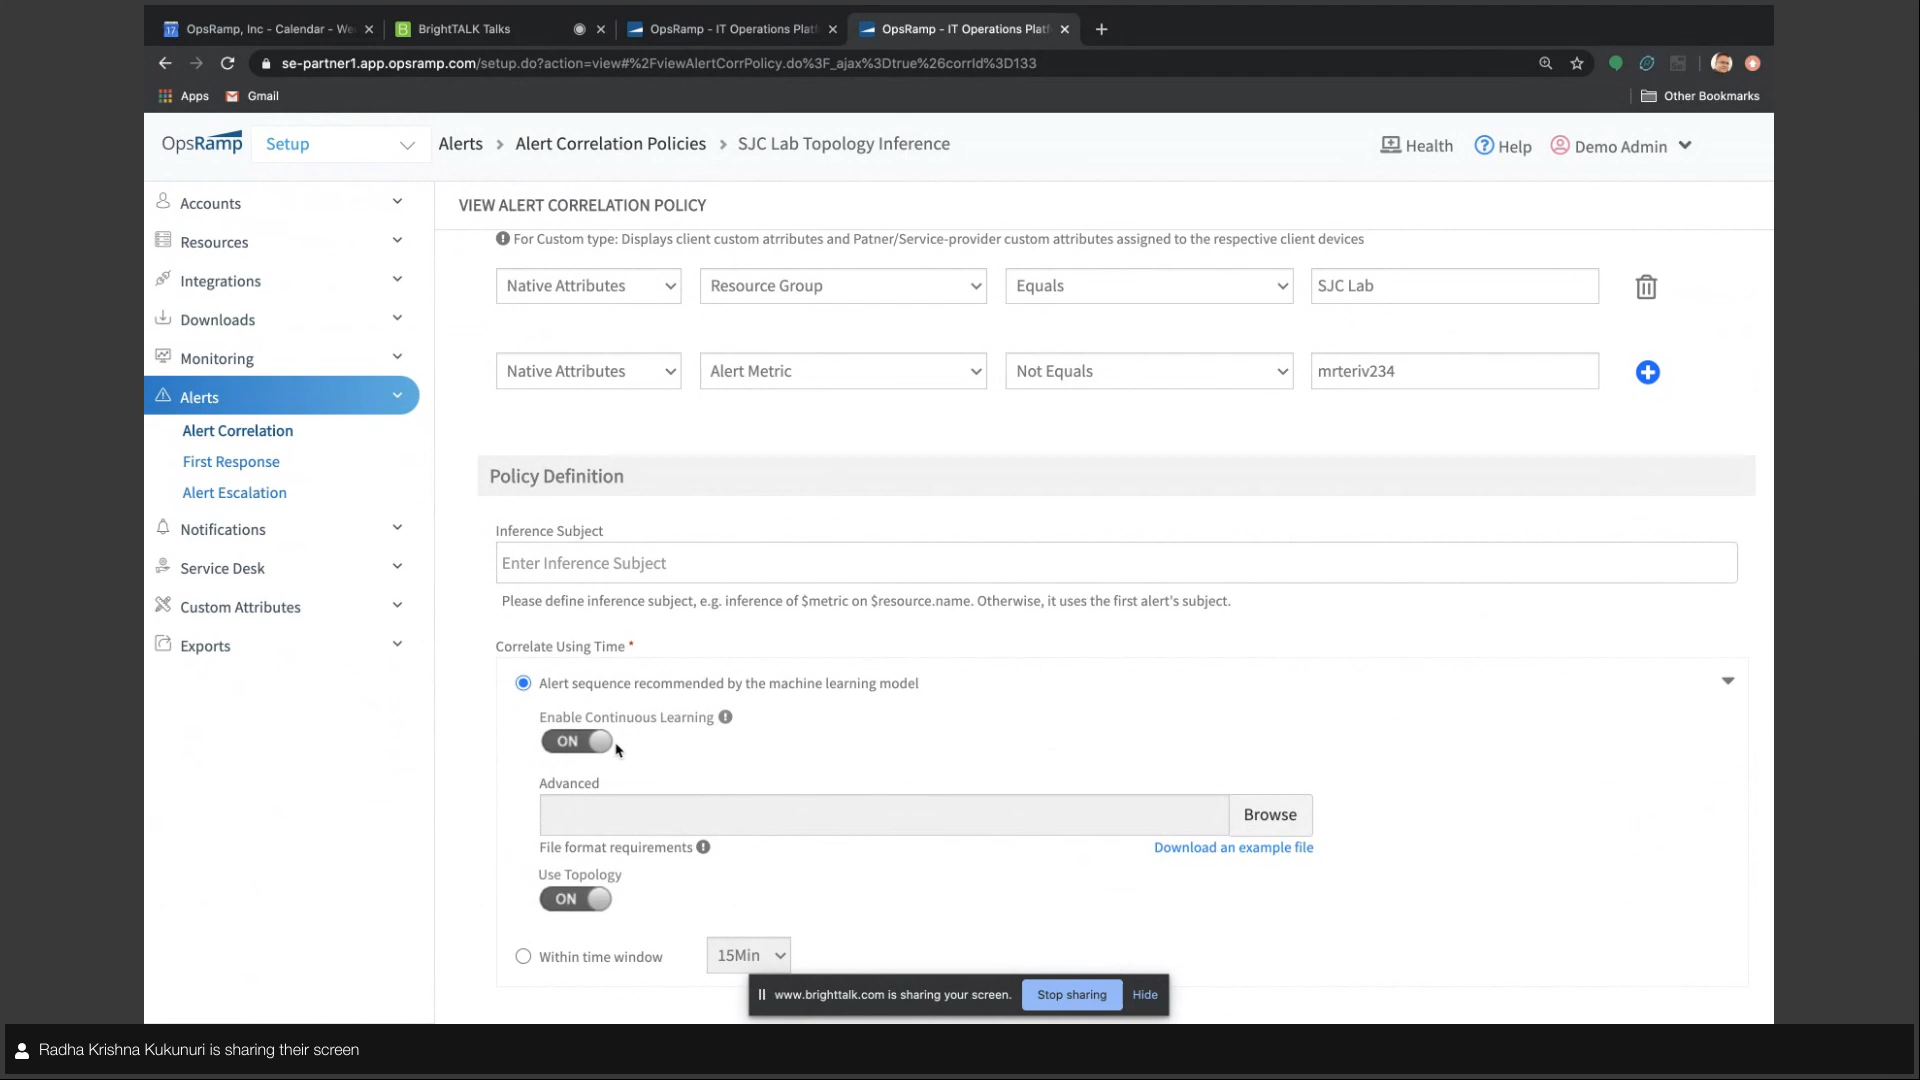 OpsRamp, Inc - Calendar - We
BrightTALK Talks
OpsRamp - IT Operations Platf
OpsRamp - IT Operations Platf
se-partner1.app.opsramp.com/setup.do?action=view#%2FviewAlertCorrPolicy.do%3F_ajax%3Dtrue%26corrId%3D133
Apps
Gmail
Other Bookmarks
OpsRamp
Setup
Alerts > Alert Correlation Policies > SJC Lab Topology Inference
Health
Help
Demo Admin
Accounts
Resources
Integrations
Downloads
Monitoring
Alerts
Alert Correlation
First Response
Alert Escalation
Notifications
Service Desk
Custom Attributes
Exports
VIEW ALERT CORRELATION POLICY
For Custom type: Displays client custom atrributes and Patner/Service-provider custom attributes assigned to the respective client devices
Native Attributes Resource Group Equals SJC Lab
Native Attributes Alert Metric Not Equals mrteriv234
Policy Definition
Inference Subject
Enter Inference Subject
Please define inference subject, e.g. inference of $metric on $resource.name. Otherwise, it uses the first alert's subject.
Correlate Using Time *
Alert sequence recommended by the machine learning model
Enable Continuous Learning
ON
Advanced
Browse
File format requirements
Download an example file
Use Topology
ON
Within time window 15Min
www.brighttalk.com is sharing your screen. Stop sharing Hide
Radha Krishna Kukunuri is sharing their screen